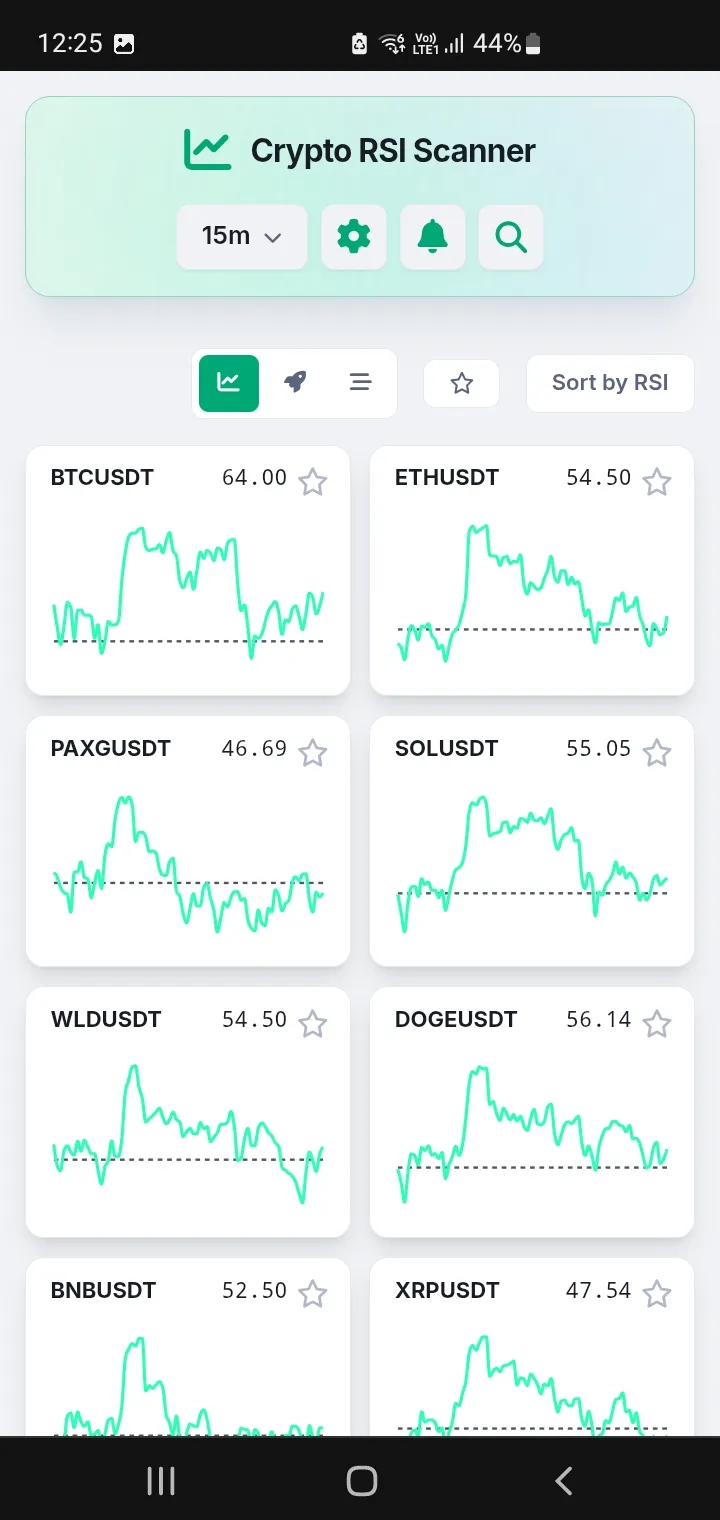 12:25 6 Vo)) LTE1 44%
Crypto RSI Scanner
15m
Sort by RSI
BTCUSDT 64.00 ETHUSDT 54.50
PAXGUSDT 46.69 SOLUSDT 55.05
WLDUSDT 54.50 DOGEUSDT 56.14
BNBUSDT 52.50 XRPUSDT 47.54